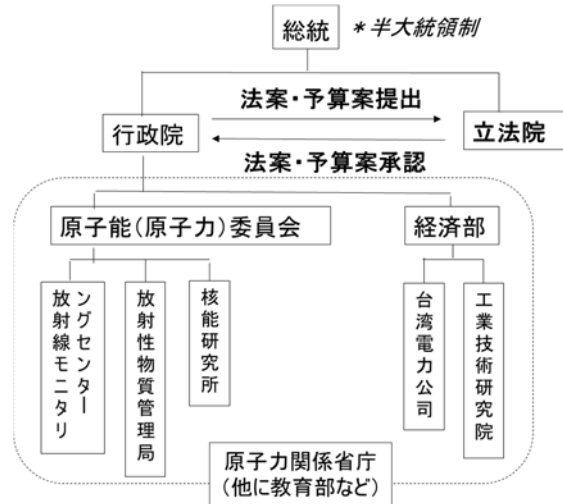 総統
*半大統領制
法案・予算案提出
行政院
立法院
法案・予算案承認
原子能(原子力)委員会
経済部
放射線モニタリ
ングセンター
放射性物質管理局
核能研究所
台湾電力公司
工業技術研究院
原子力関係省庁
(他に教育部など)